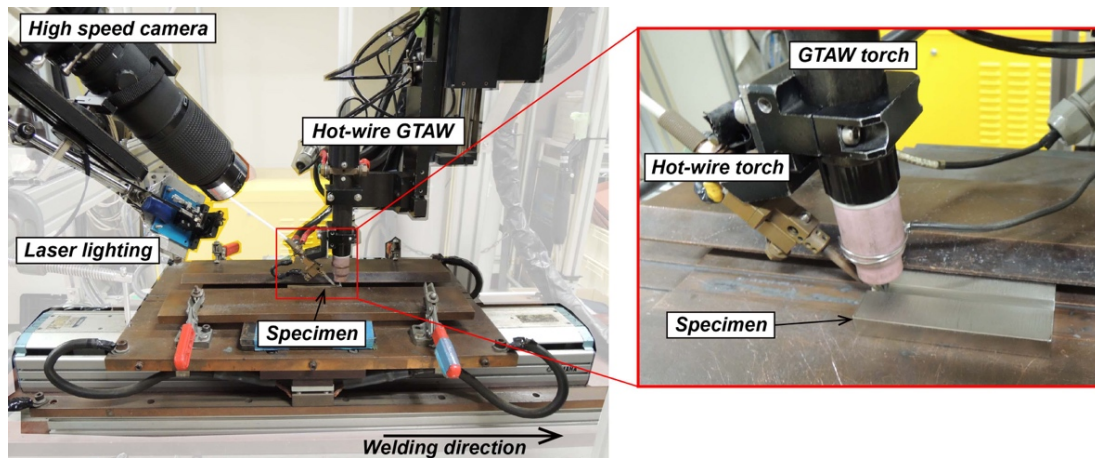 High speed camera
Hot-wire GTAW
Laser lighting
Specimen
Welding direction
GTAW torch
Hot-wire torch
Specimen